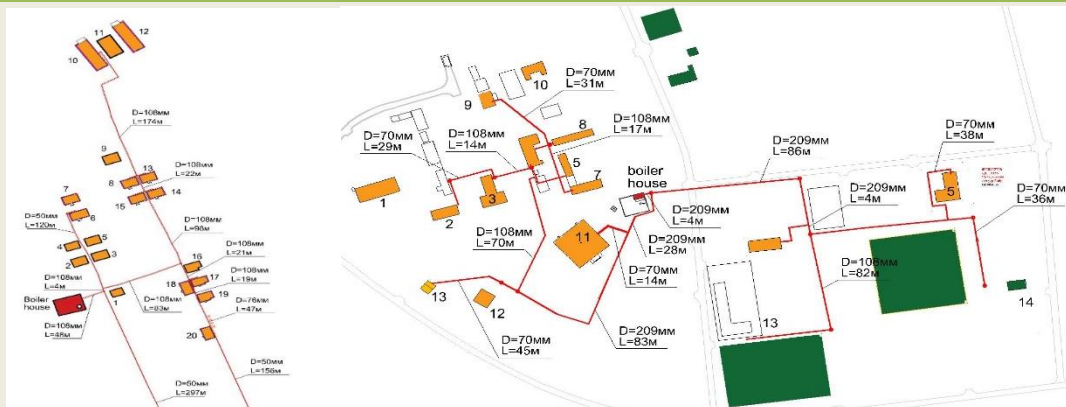 11
12
10
D=108мм
L=174м
9
D=108мм
L=22м
13
8
14
15
7
D=50мм
L=120м
6
5
4
3
2
D=108мм
L=96м
D=108мм
L=21м
16
D=108мм
L=19м
17
18
19
D=108мм
L=4м
D=76мм
L=47м
Boiler
house
1
D=108мм
L=83м
D=108мм
L=48м
20
D=50мм
L=156м
D=50мм
L=297м
D=70мм
L=31м
10
9
D=108мм
L=17м
8
D=70мм
L=29м
D=108мм
L=14м
5
7
1
2
3
boiler
house
D=209мм
L=86м
D=70мм
L=38м
5
D=209мм
L=4м
D=70мм
L=36м
D=209мм
L=4м
11
D=209мм
L=28м
D=108мм
L=70м
D=70мм
L=14м
D=108мм
L=82м
13
12
13
14
D=209мм
L=83м
D=70мм
L=45м